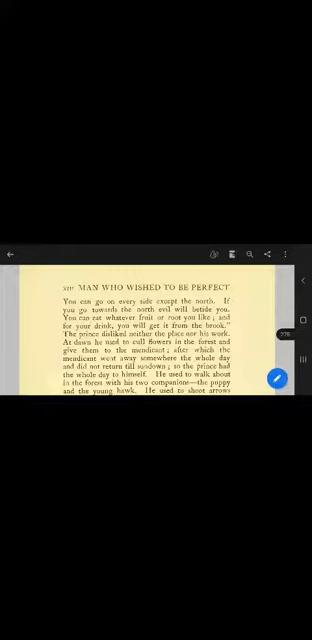 XIII MAN WHO WISHED TO BE PERFECT
You can go on every side except the north. If
you go towards the north evil will betide you.
You can eat whatever fruit or root you like; and
for your drink, you will get it from the brook."
The prince disliked neither the place nor his work.
At dawn he used to cull flowers in the forest and
give them to the mendicant; after which the
mendicant went away somewhere the whole day
and did not return till sundown; so the prince had
the whole day to himself. He used to walk about
in the forest with his two companions—the puppy
and the young hawk. He used to shoot arrows